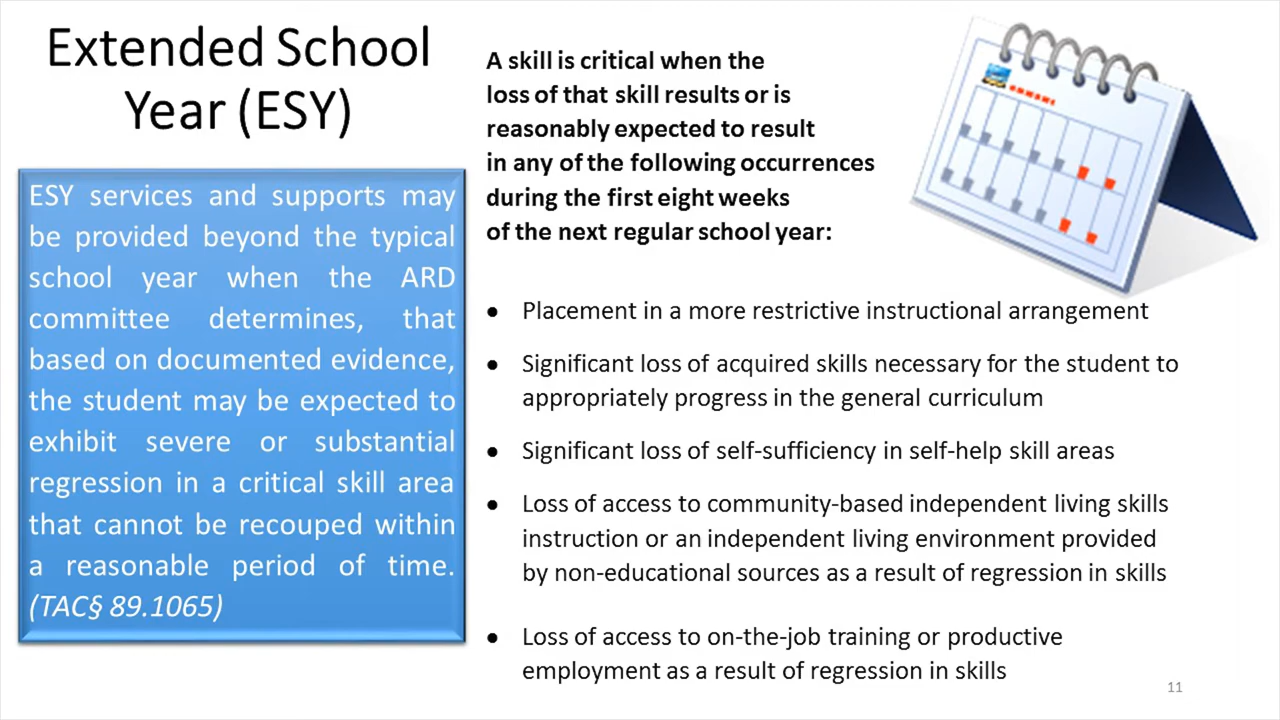 Extended School
Year (ESY)
ESY services and supports may
be provided beyond the typical
school year when the ARD
committee determines, that
based on documented evidence,
the student may be expected to
exhibit severe or substantial
regression in a critical skill area
that cannot be recouped within
a reasonable period of time.
(TAC§ 89.1065)
A skill is critical when the
loss of that skill results or is
reasonably expected to result
in any of the following occurrences
during the first eight weeks
of the next regular school year:
• Placement in a more restrictive instructional arrangement
• Significant loss of acquired skills necessary for the student to
appropriately progress in the general curriculum
• Significant loss of self-sufficiency in self-help skill areas
• Loss of access to community-based independent living skills
instruction or an independent living environment provided
by non-educational sources as a result of regression in skills
• Loss of access to on-the-job training or productive
employment as a result of regression in skills
11